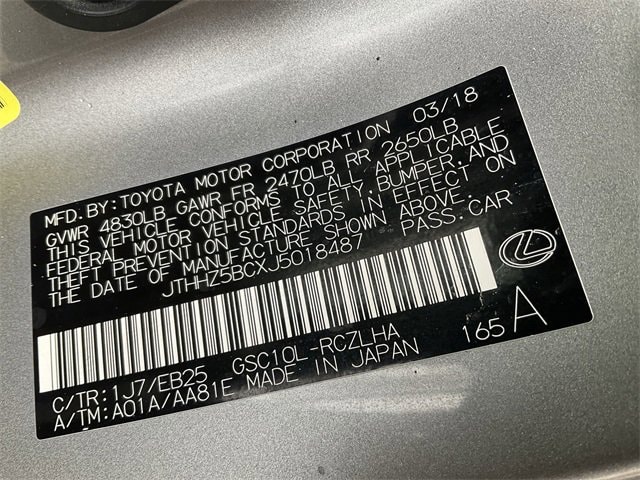 MFD. BY: TOYOTA MOTOR CORPORATION 03/18
GVWR 4830LB GAWR FR 2470LB RR 2650LB
THIS VEHICLE CONFORMS TO ALL APPLICABLE
FEDERAL MOTOR VEHICLE SAFETY, BUMPER, AND
THEFT PREVENTION STANDARDS IN EFFECT ON
THE DATE OF MANUFACTURE SHOWN ABOVE.
JTHHZ5BCXJ5018487 PASS. CAR
C/TR: 1J7/EB25 GSC10L-RCZLHA 165 A
A/TM: A01A/AA81E MADE IN JAPAN